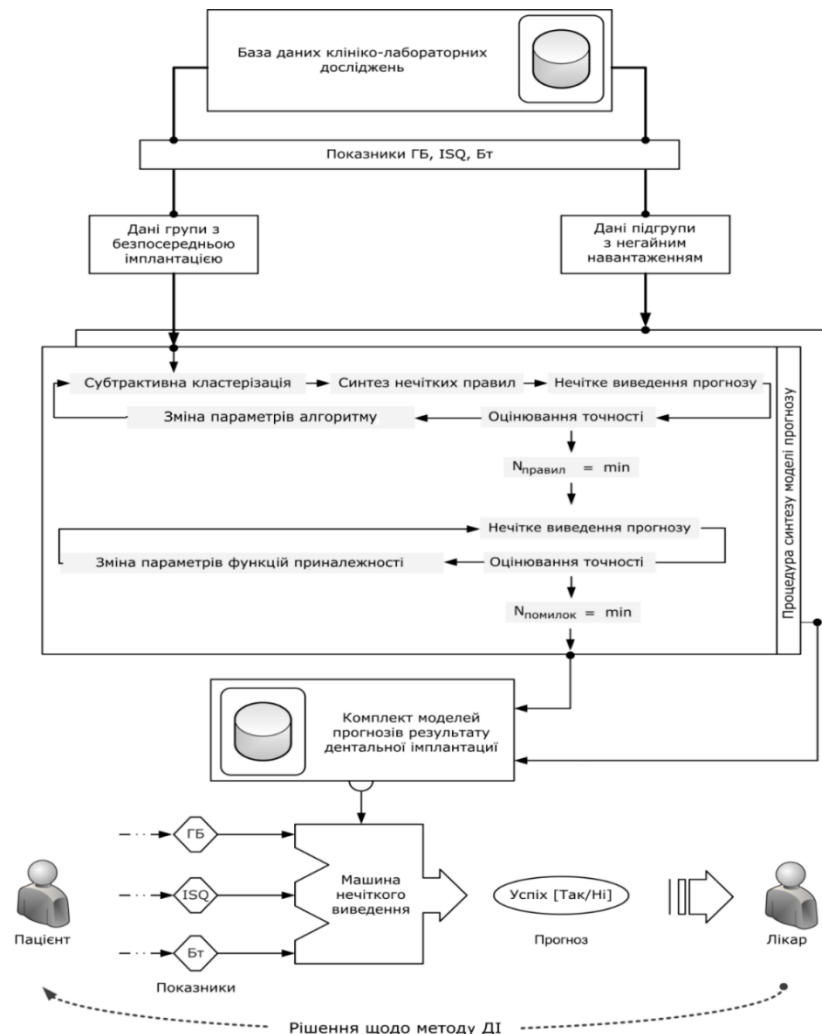 База даних клініко-лабораторних
досліджень
Показники ГБ, ISQ, Бт
Дані групи з
безпосередньою
імплантацією
Дані підгрупи
з негайним
навантаженням
Субтрактивна кластерізація
Синтез нечітких правил
Нечітке виведення прогнозу
Зміна параметрів алгоритму
Оцінювання точності
Nправил = min
Нечітке виведення прогнозу
Зміна параметрів функцій приналежності
Оцінювання точності
Nпомилок = min
Процедура синтезу моделі прогнозу
Комплект моделей
прогнозів результату
дентальної імплантації
ГБ
ISQ
Бт
Машина
нечіткого
виведення
Успіх [Так/Ні]
Пацієнт
Показники
Прогноз
Лікар
Рішення щодо методу ДІ